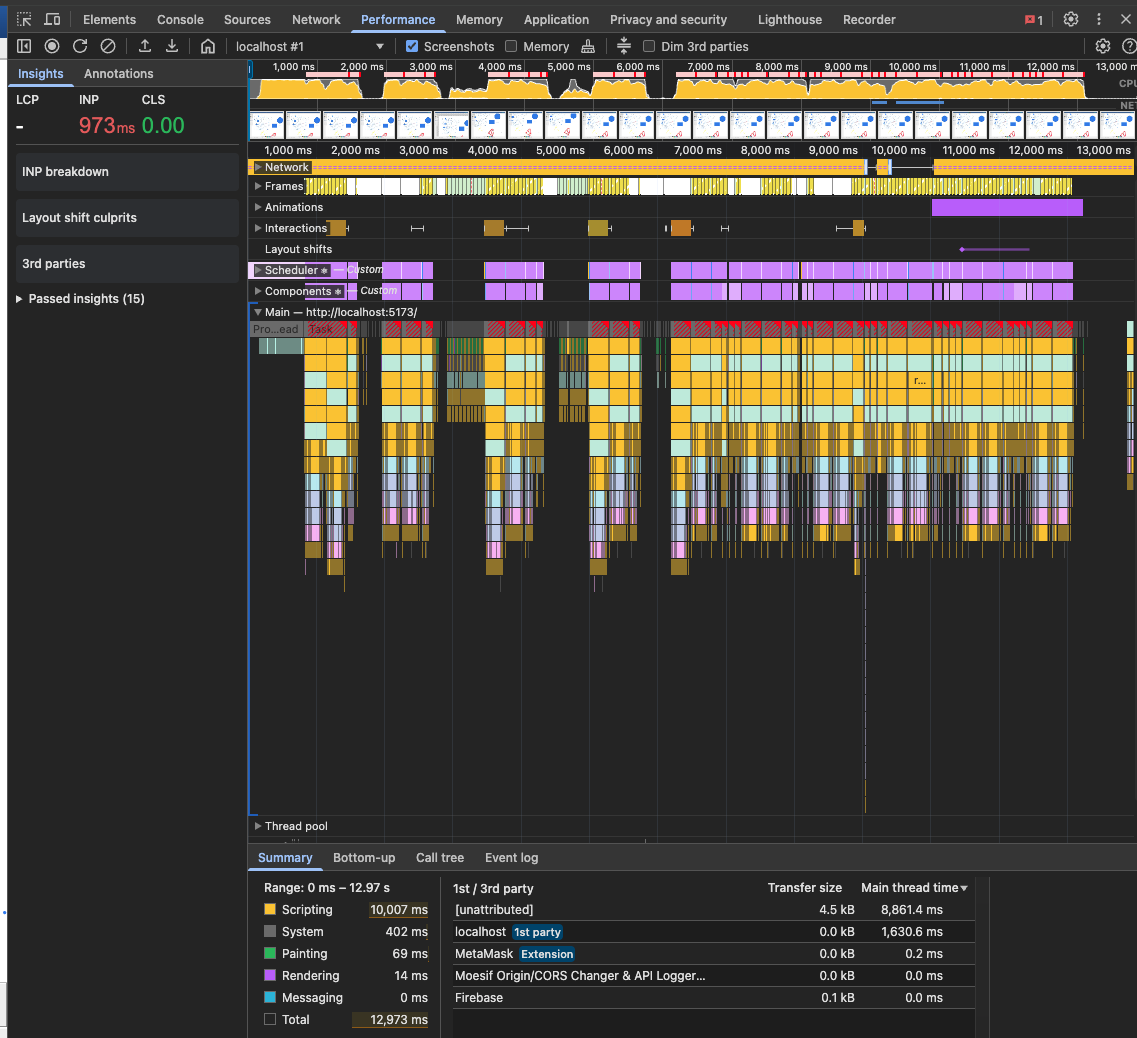 Elements Console Sources Network Performance Memory Application Privacy and security Lighthouse Recorder 1
localhost #1 Screenshots Memory Dim 3rd parties
Insights Annotations
LCP INP CLS
- 973ms 0.00
INP breakdown
Layout shift culprits
3rd parties
Passed insights (15)
1,000 ms 2,000 ms 3,000 ms 4,000 ms 5,000 ms 6,000 ms 7,000 ms 8,000 ms 9,000 ms 10,000 ms 11,000 ms 12,000 ms 13,000 m
CPU
NET
1,000 ms 2,000 ms 3,000 ms 4,000 ms 5,000 ms 6,000 ms 7,000 ms 8,000 ms 9,000 ms 10,000 ms 11,000 ms 12,000 ms 13,000 ms
Network
Frames
Animations
Interactions
Layout shifts
Scheduler — Custom
Components — Custom
Main — http://localhost:5173/
Pro...ead Task
r...
Thread pool
Summary Bottom-up Call tree Event log
Range: 0 ms – 12.97 s
Scripting 10,007 ms
System 402 ms
Painting 69 ms
Rendering 14 ms
Messaging 0 ms
Total 12,973 ms
1st / 3rd party Transfer size Main thread time
[unattributed] 4.5 kB 8,861.4 ms
localhost 1st party 0.0 kB 1,630.6 ms
MetaMask Extension 0.0 kB 0.2 ms
Moesif Origin/CORS Changer & API Logger... 0.0 kB 0.0 ms
Firebase 0.1 kB 0.0 ms